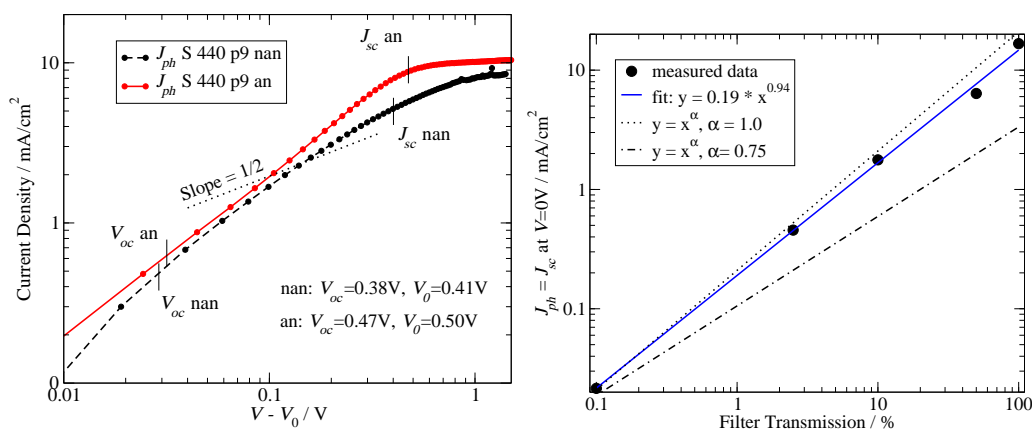 J_ph S 440 p9 nan
J_ph S 440 p9 an
J_sc an
J_sc nan
Slope = 1/2
V_oc an
V_oc nan
nan: V_oc=0.38V, V_0=0.41V
an: V_oc=0.47V, V_0=0.50V
Current Density / mA/cm²
10
1
0
0.01
0.1
1
V - V_0 / V
measured data
fit: y = 0.19 * x^0.94
y = x^α, α = 1.0
y = x^α, α= 0.75
J_ph = J_sc at V=0V / mA/cm²
10
1
0.1
0.1
1
10
100
Filter Transmission / %